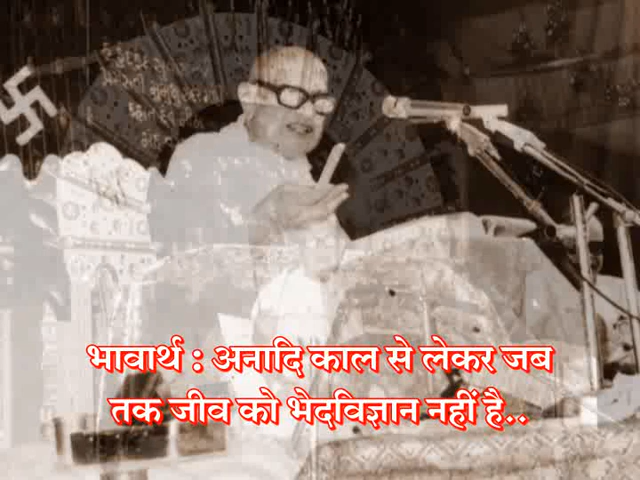 भावार्थ : अनादि काल से लेकर जब
तक जीव को भेदविज्ञान नहीं है..